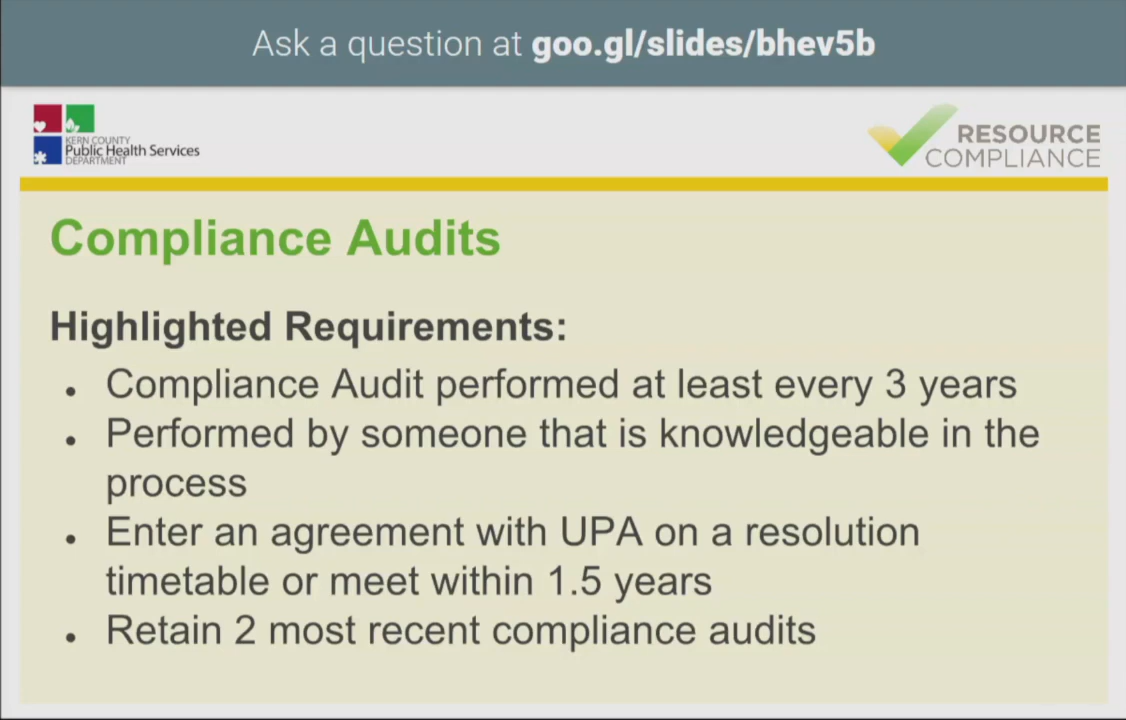 Ask a question at goo.gl/slides/bhev5b
KERN COUNTY
Public Health Services
DEPARTMENT
RESOURCE
COMPLIANCE
Compliance Audits
Highlighted Requirements:
• Compliance Audit performed at least every 3 years
• Performed by someone that is knowledgeable in the
process
• Enter an agreement with UPA on a resolution
timetable or meet within 1.5 years
• Retain 2 most recent compliance audits